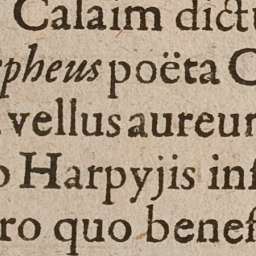 Calaim dictu
pheus poëta C
vellus aureum
o Harpyjis inf
ro quo benef